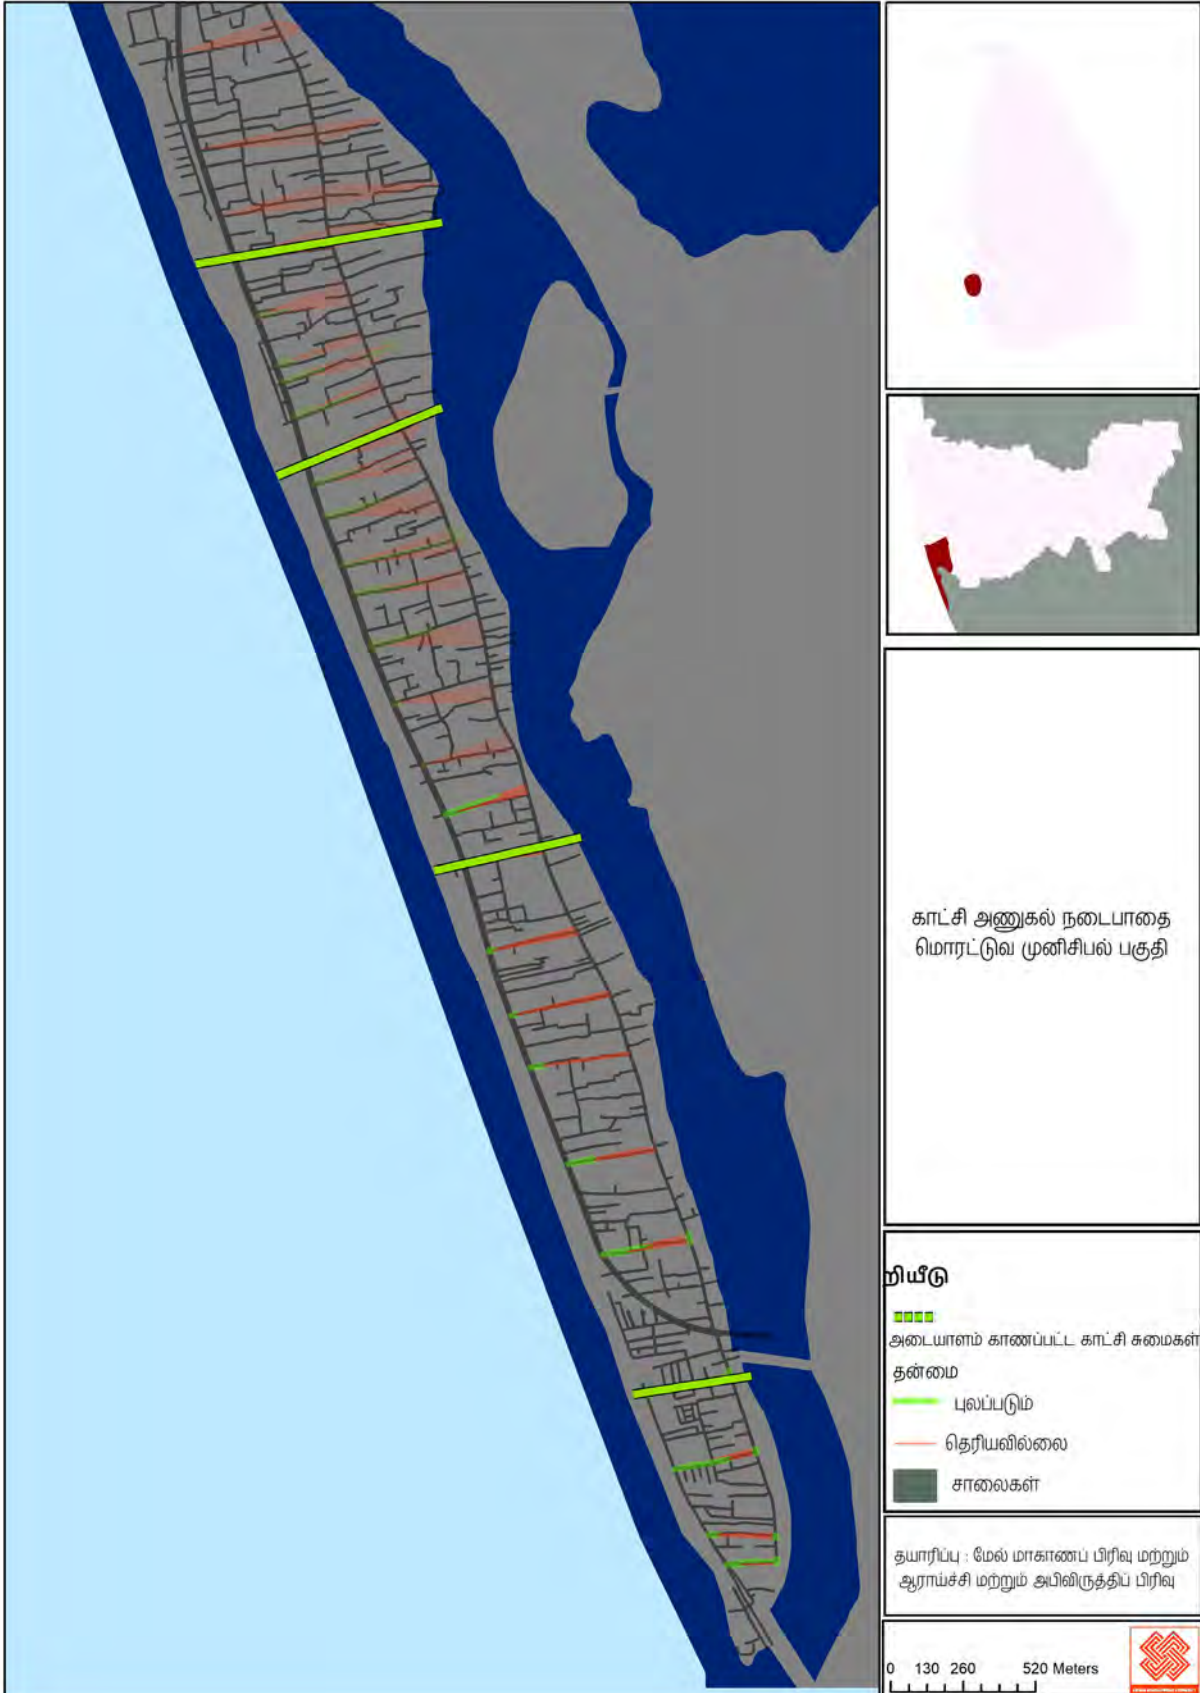 காட்சி அணுகல் நடைபாதை
மொரட்டுவ முனிசிபல் பகுதி
றியீடு
அடையாளம் காணப்பட்ட காட்சி சுமைகள்
தன்மை
புலப்படும்
தெரியவில்லை
சாலைகள்
தயாரிப்பு : மேல் மாகாணப் பிரிவு மற்றும்
ஆராய்ச்சி மற்றும் அபிவிருத்திப் பிரிவு
0 130 260 520 Meters